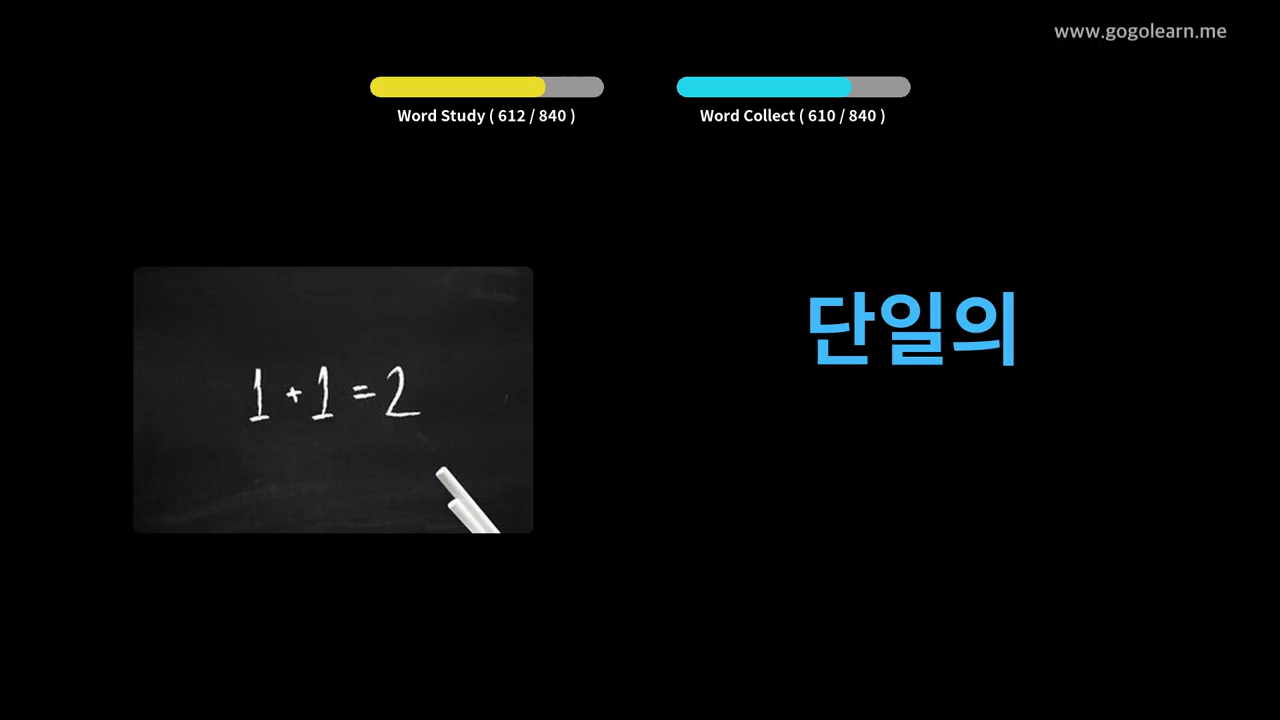 www.gogolearn.me
Word Study ( 612 / 840 )
Word Collect ( 610 / 840 )
1 + 1 = 2
단일의